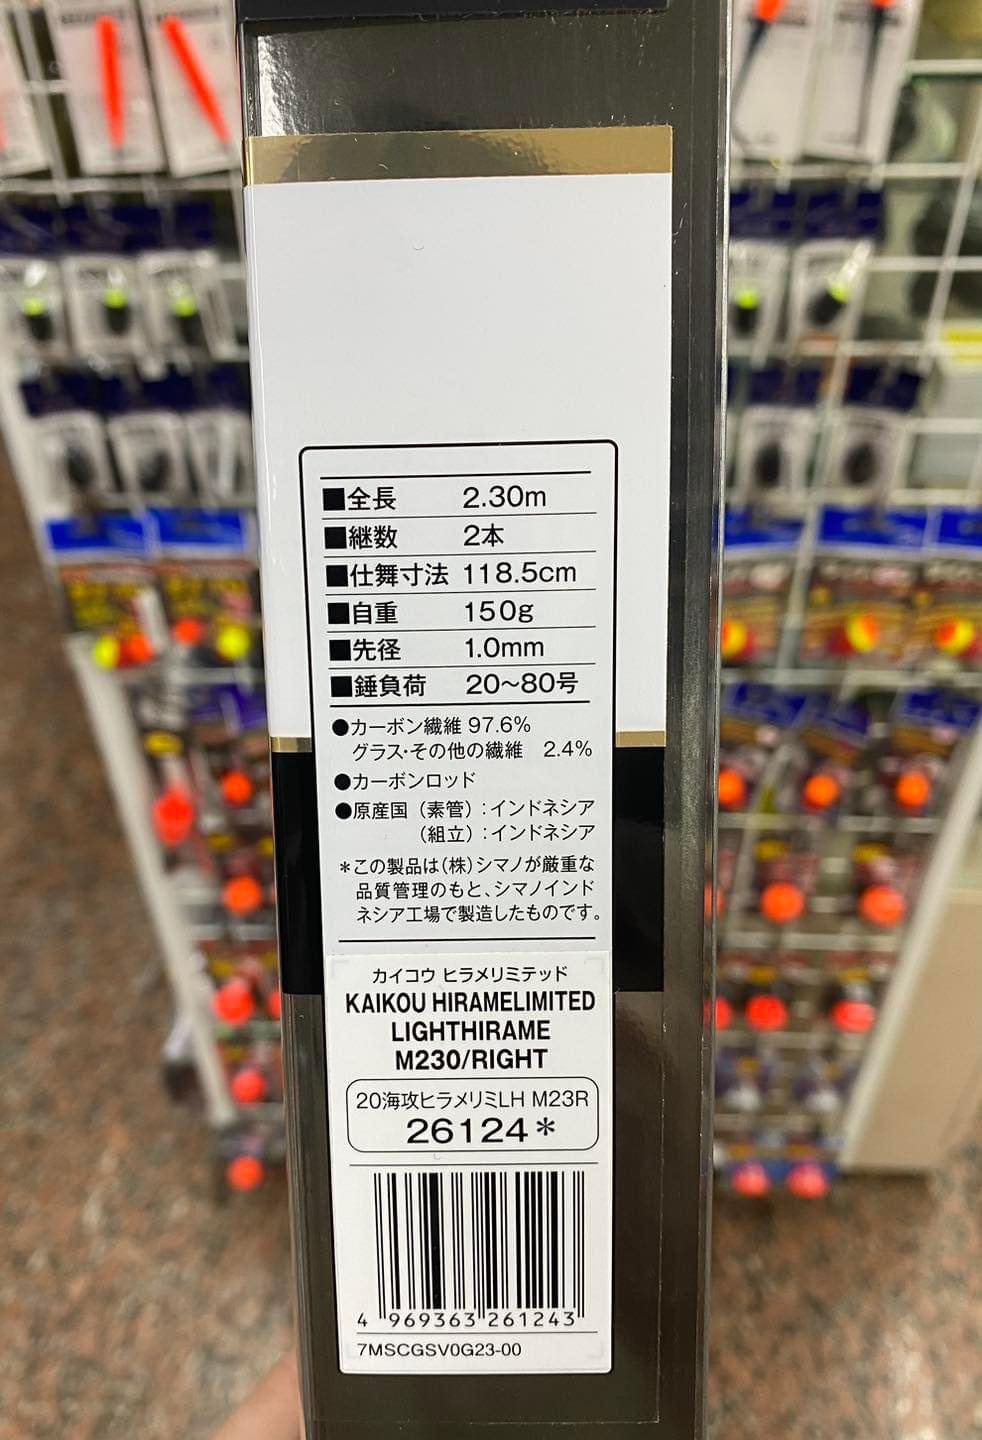 ■全長 2.30m
■継数 2本
■仕舞寸法 118.5cm
■自重 150g
■先径 1.0mm
■錘負荷 20～80号
●カーボン繊維 97.6%
グラス・その他の繊維 2.4%
●カーボンロッド
●原産国（素管）：インドネシア
（組立）：インドネシア
＊この製品は(株)シマノが厳重な
品質管理のもと、シマノインド
ネシア工場で製造したものです。
カイコウ ヒラメリミテッド
KAIKOU HIRAMELIMITED
LIGHTHIRAME
M230/RIGHT
20海攻ヒラメリミLH M23R
26124＊
4 969363 261243
7MSCGSV0G23-00